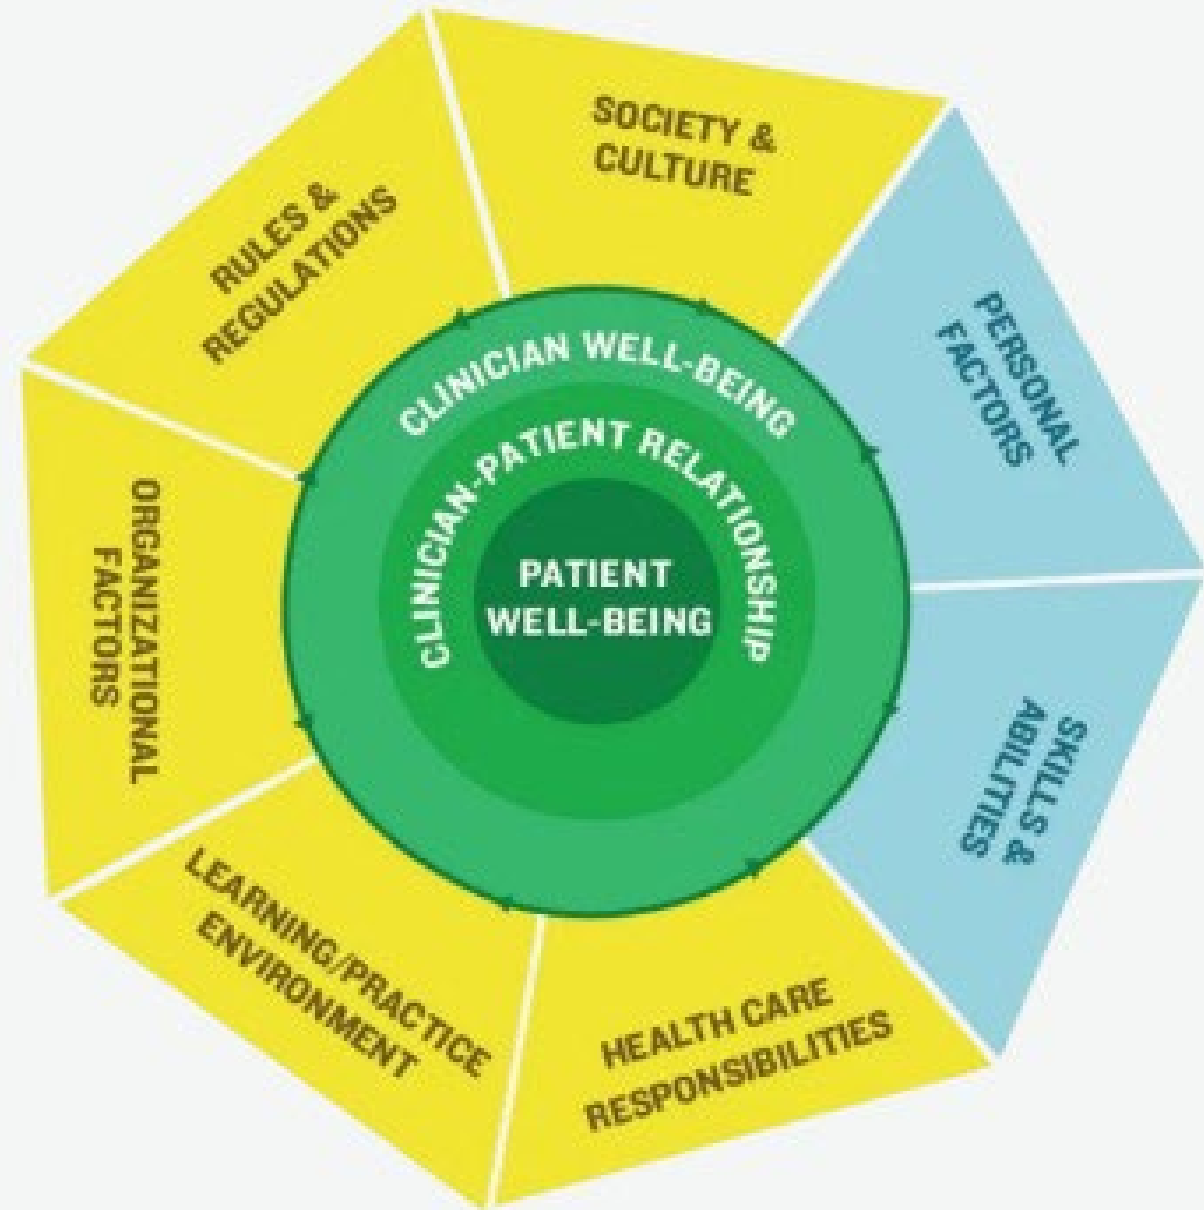 SOCIETY &
CULTURE
PERSONAL
FACTORS
SKILLS &
ABILITIES
HEALTH CARE
RESPONSIBILITIES
LEARNING/PRACTICE
ENVIRONMENT
ORGANIZATIONAL
FACTORS
RULES &
REGULATIONS
CLINICIAN WELL-BEING
CLINICIAN-PATIENT RELATIONSHIP
PATIENT
WELL-BEING